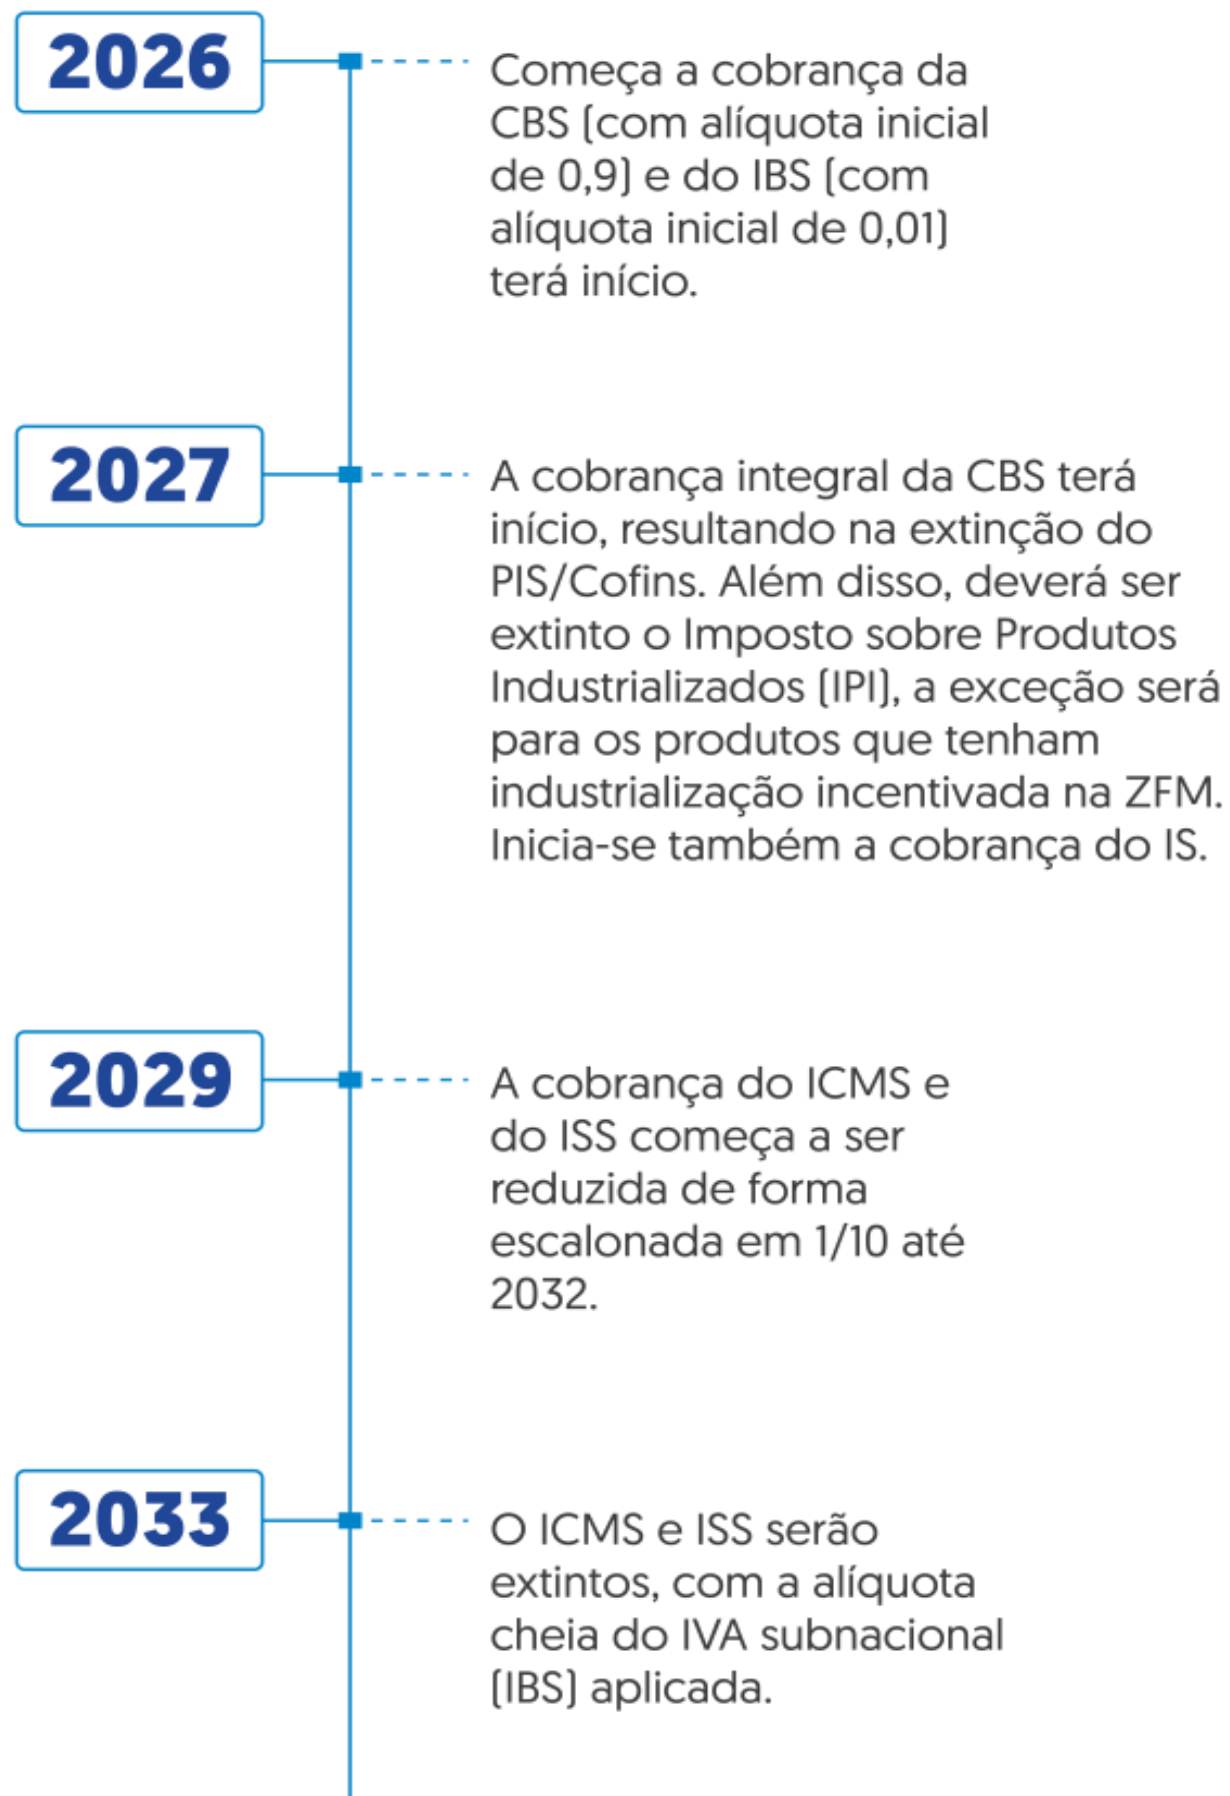 2026
Começa a cobrança da
CBS (com alíquota inicial
de 0,9) e do IBS (com
alíquota inicial de 0,01)
terá início.
2027
A cobrança integral da CBS terá
início, resultando na extinção do
PIS/Cofins. Além disso, deverá ser
extinto o Imposto sobre Produtos
Industrializados (IPI), a exceção será
para os produtos que tenham
industrialização incentivada na ZFM.
Inicia-se também a cobrança do IS.
2029
A cobrança do ICMS e
do ISS começa a ser
reduzida de forma
escalonada em 1/10 até
2032.
2033
O ICMS e ISS serão
extintos, com a alíquota
cheia do IVA subnacional
(IBS) aplicada.